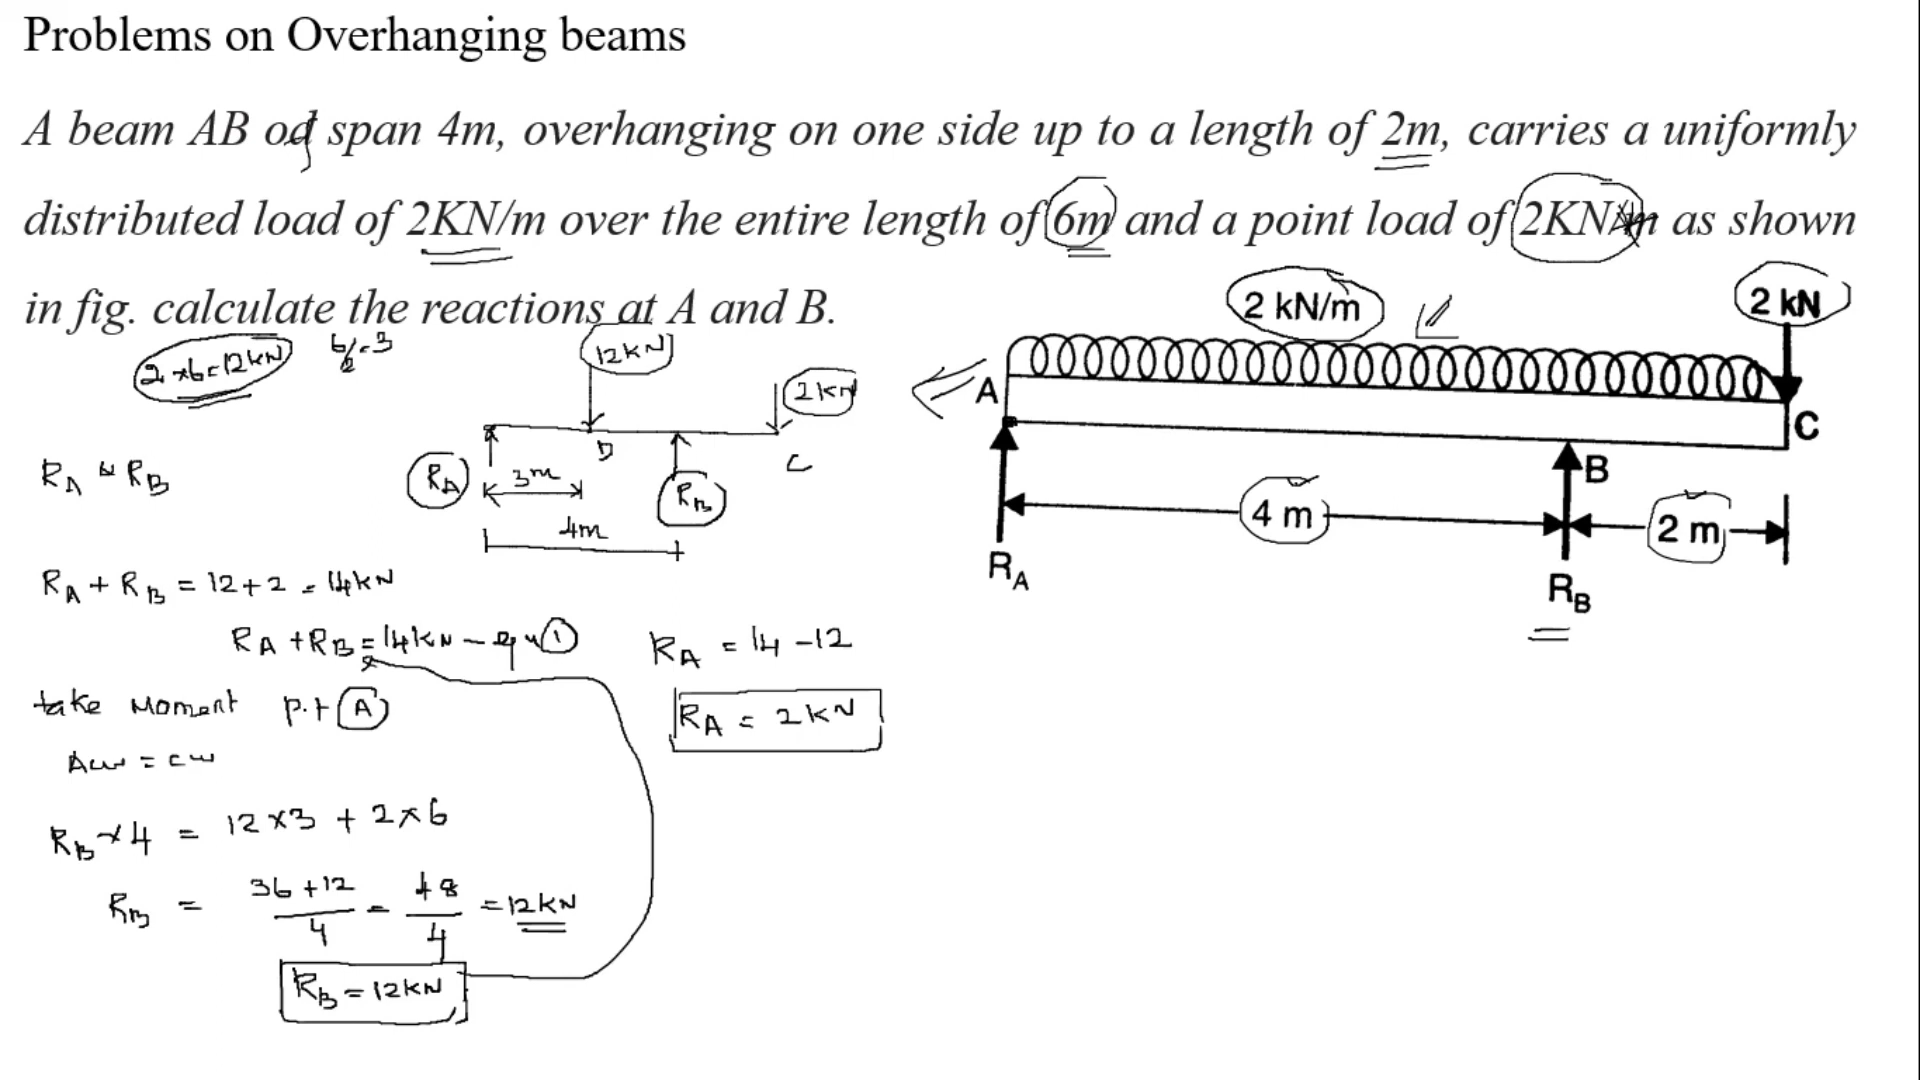 Problems on Overhanging beams
A beam AB od span 4m, overhanging on one side up to a length of 2m, carries a uniformly
distributed load of 2KN/m over the entire length of 6m and a point load of 2KN/m as shown
in fig. calculate the reactions at A and B.
2 kN/m
2 kN
2×6=12kN
6/2=3
12kN
2kN
A
D
C
C
B
RA & RB
RA
3m
RB
4m
4 m
2 m
RA
RB
RA + RB = 12+2 = 14kN
RA + RB = 14kN – equ 1
RA = 14 – 12
take Moment p.t A
RA = 2kN
Acw = cw
RB × 4 = 12×3 + 2×6
RB = 36+12/4 = 48/4 = 12kN
RB = 12kN